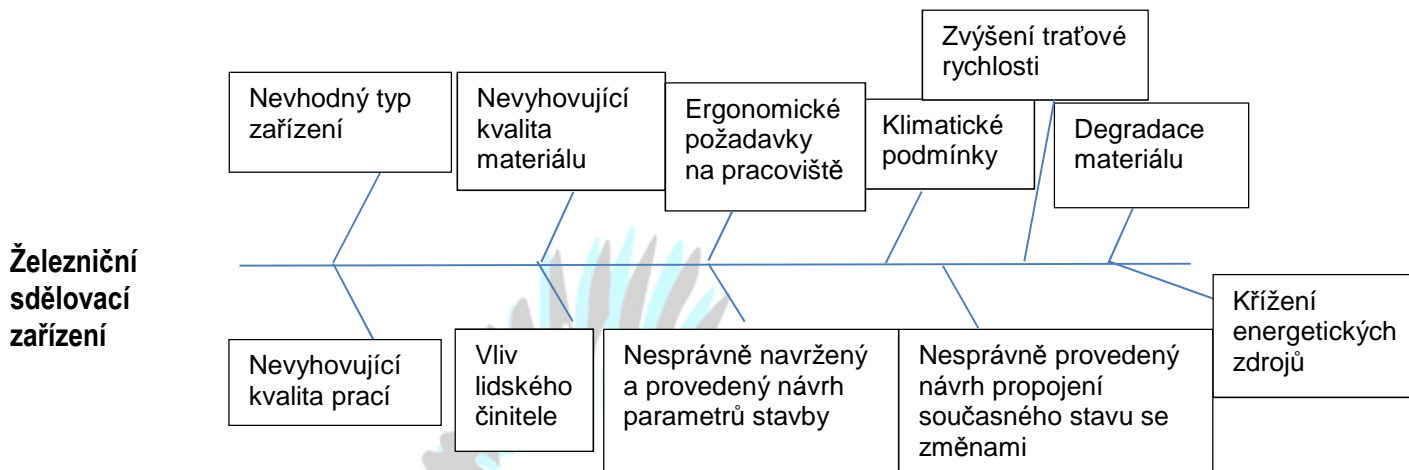 Zvýšení traťové
rychlosti
Nevhodný typ
zařízení
Nevyhovující
kvalita
materiálu
Ergonomické
požadavky
na pracoviště
Klimatické
podmínky
Degradace
materiálu
Železniční
sdělovací
zařízení
Nevyhovující
kvalita prací
Vliv
lidského
činitele
Nesprávně navržený
a provedený návrh
parametrů stavby
Nesprávně provedený
návrh propojení
současného stavu se
změnami
Křížení
energetických
zdrojů